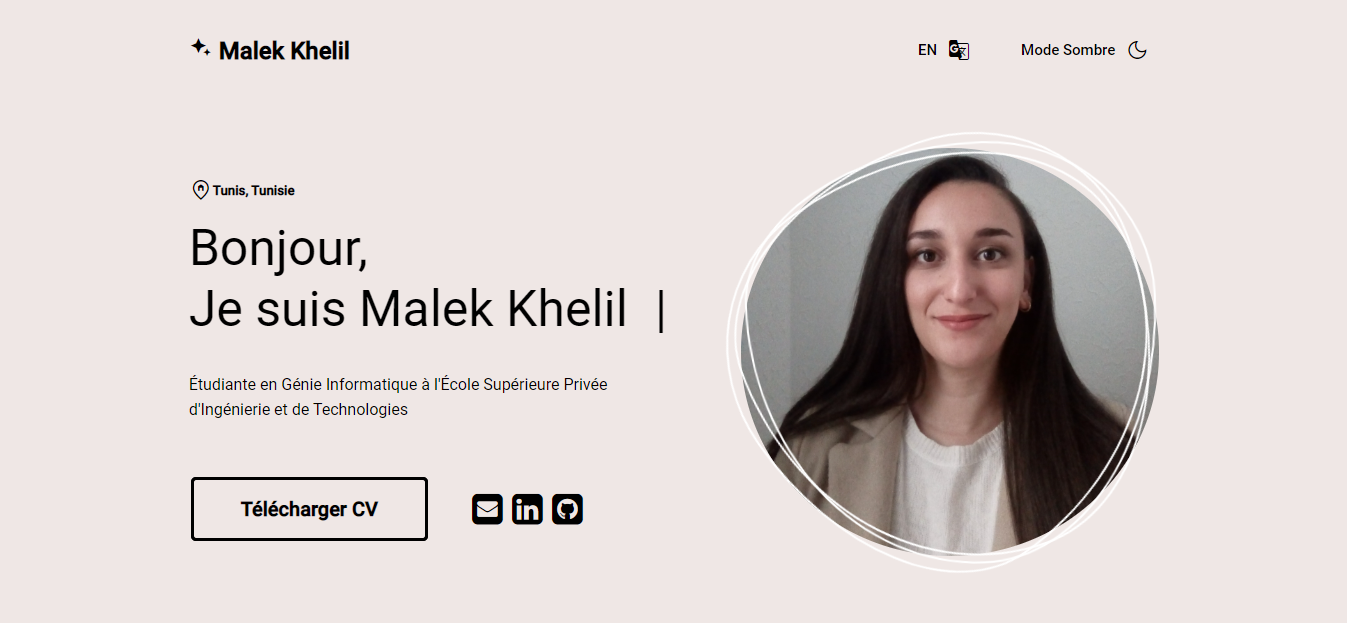 Malek Khelil
EN
Mode Sombre
Tunis, Tunisie
Bonjour,
Je suis Malek Khelil |
Étudiante en Génie Informatique à l'École Supérieure Privée
d'Ingénierie et de Technologies
Télécharger CV
in